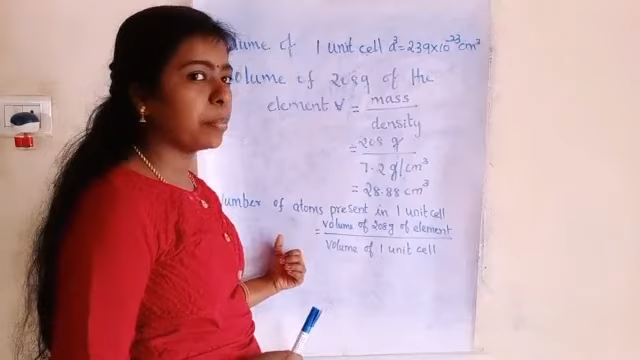 of 1 unit cell a³ = 239×10⁻²³ cm³
volume of 208g of the
element V = mass
density
= 208 g
7.2 g/cm³
= 28.88 cm³
of atoms present in 1 unit cell
= volume of 208g of element
volume of 1 unit cell